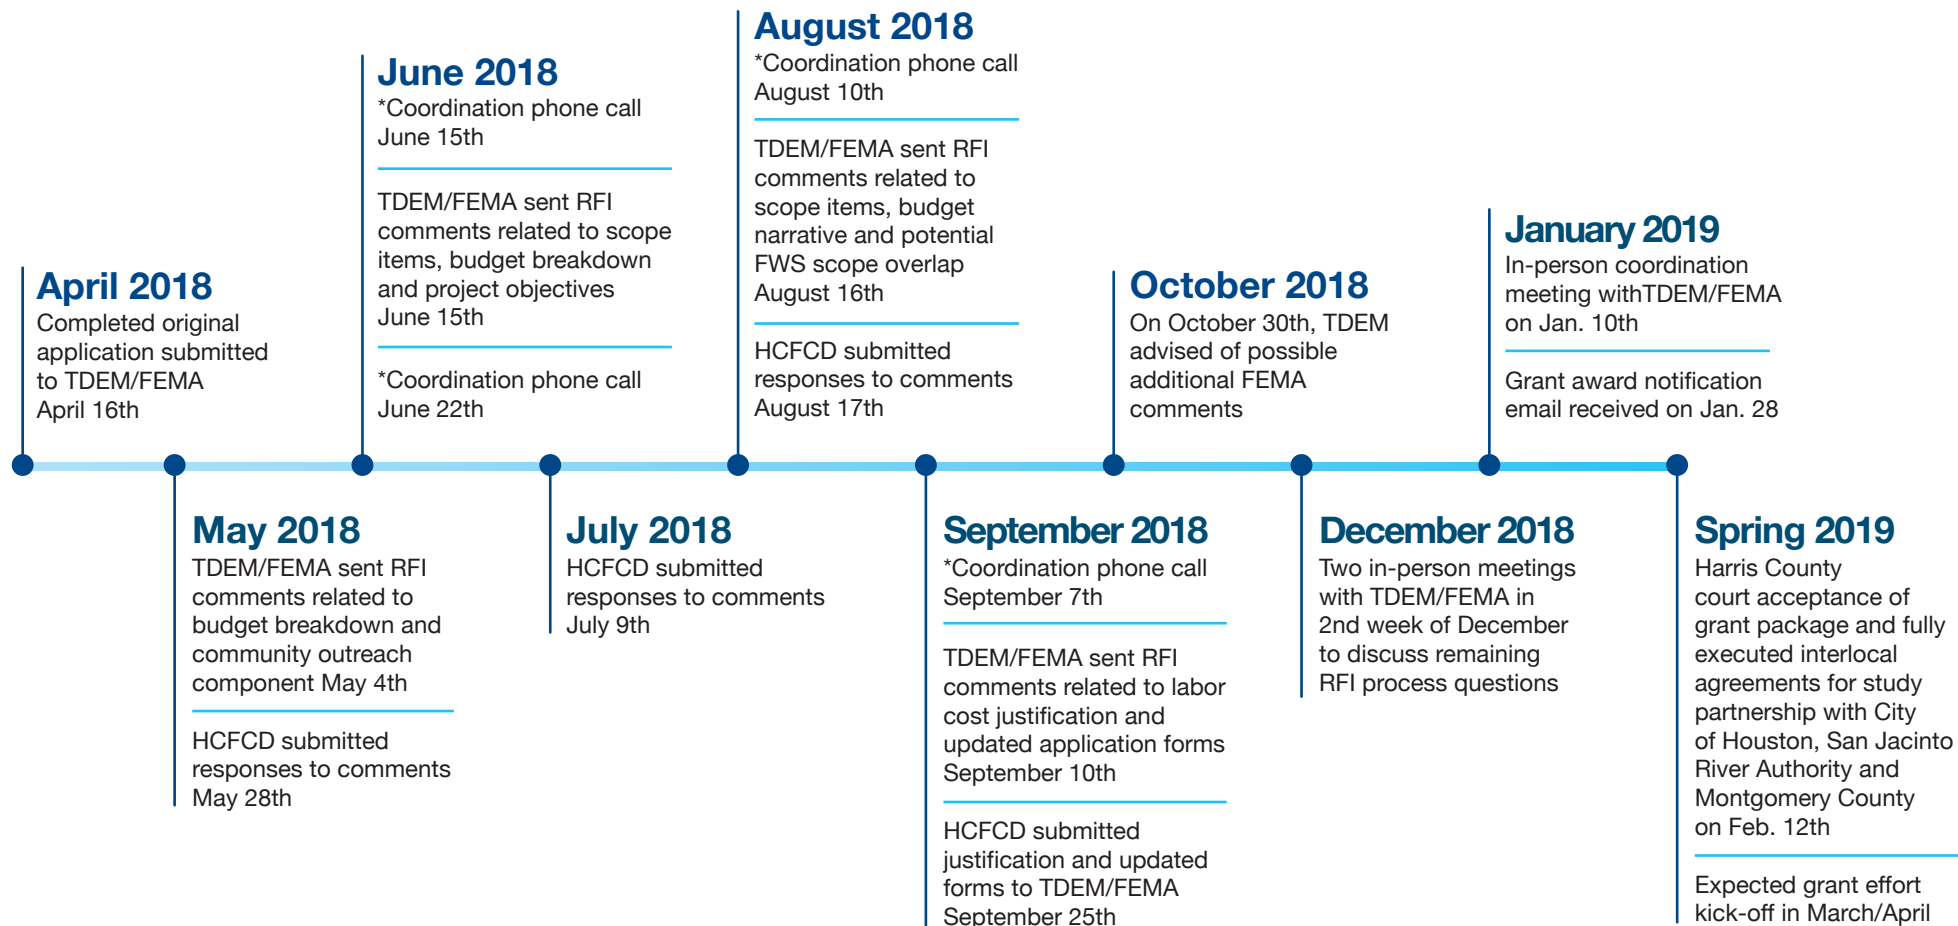 April 2018
Completed original
application submitted
to TDEM/FEMA
April 16th
May 2018
TDEM/FEMA sent RFI
comments related to
budget breakdown and
community outreach
component May 4th
HCFCD submitted
responses to comments
May 28th
June 2018
*Coordination phone call
June 15th
TDEM/FEMA sent RFI
comments related to scope
items, budget breakdown
and project objectives
June 15th
*Coordination phone call
June 22th
July 2018
HCFCD submitted
responses to comments
July 9th
August 2018
*Coordination phone call
August 10th
TDEM/FEMA sent RFI
comments related to
scope items, budget
narrative and potential
FWS scope overlap
August 16th
HCFCD submitted
responses to comments
August 17th
September 2018
*Coordination phone call
September 7th
TDEM/FEMA sent RFI
comments related to labor
cost justification and
updated application forms
September 10th
HCFCD submitted
justification and updated
forms to TDEM/FEMA
September 25th
October 2018
On October 30th, TDEM
advised of possible
additional FEMA
comments
December 2018
Two in-person meetings
with TDEM/FEMA in
2nd week of December
to discuss remaining
RFI process questions
January 2019
In-person coordination
meeting withTDEM/FEMA
on Jan. 10th
Grant award notification
email received on Jan. 28
Spring 2019
Harris County
court acceptance of
grant package and fully
executed interlocal
agreements for study
partnership with City
of Houston, San Jacinto
River Authority and
Montgomery County
on Feb. 12th
Expected grant effort
kick-off in March/April